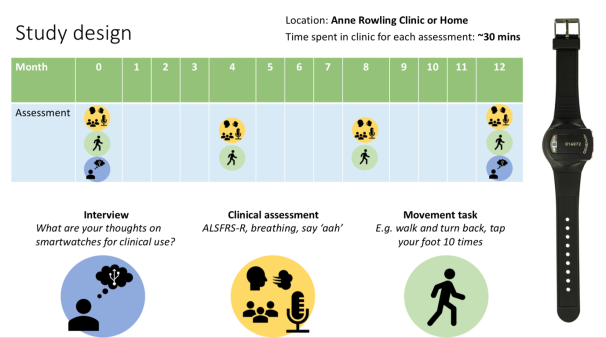 Study design
Location: Anne Rowling Clinic or Home
Time spent in clinic for each assessment: ~30 mins
Month 0 1 2 3 4 5 6 7 8 9 10 11 12
Assessment
Interview
What are your thoughts on
smartwatches for clinical use?
Clinical assessment
ALSFRS-R, breathing, say ‘aah’
Movement task
E.g. walk and turn back, tap
your foot 10 times